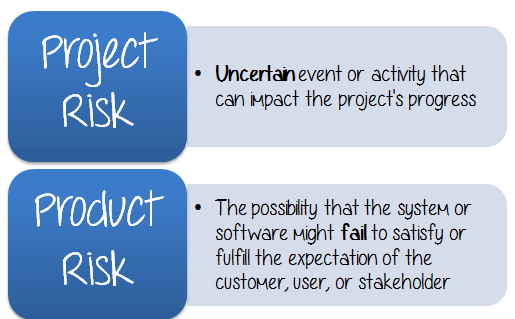 Project
Risk
• Uncertain event or activity that
can impact the project's progress
Product
Risk
• The possibility that the system or
software might fail to satisfy or
fulfill the expectation of the
customer, user, or stakeholder